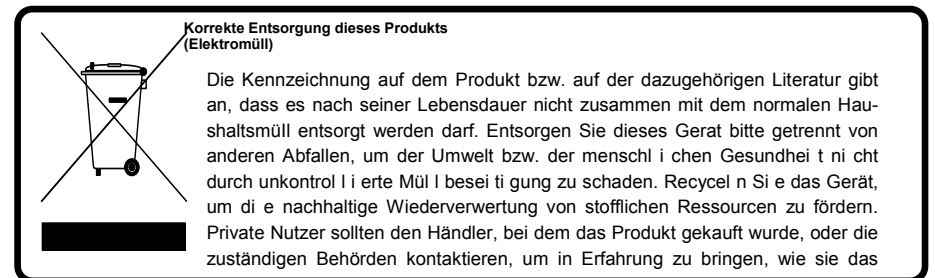 Korrekte Entsorgung dieses Produkts
(Elektromüll)
Die Kennzeichnung auf dem Produkt bzw. auf der dazugehörigen Literatur gibt
an, dass es nach seiner Lebensdauer nicht zusammen mit dem normalen Hau-
shaltsmüll entsorgt werden darf. Entsorgen Sie dieses Gerat bitte getrennt von
anderen Abfallen, um der Umwelt bzw. der menschl i chen Gesundhei t ni cht
durch unkontrol l i erte Mül l besei ti gung zu schaden. Recycel n Si e das Gerät,
um di e nachhaltige Wiederverwertung von stofflichen Ressourcen zu fördern.
Private Nutzer sollten den Händler, bei dem das Produkt gekauft wurde, oder die
zuständigen Behörden kontaktieren, um in Erfahrung zu bringen, wie sie das